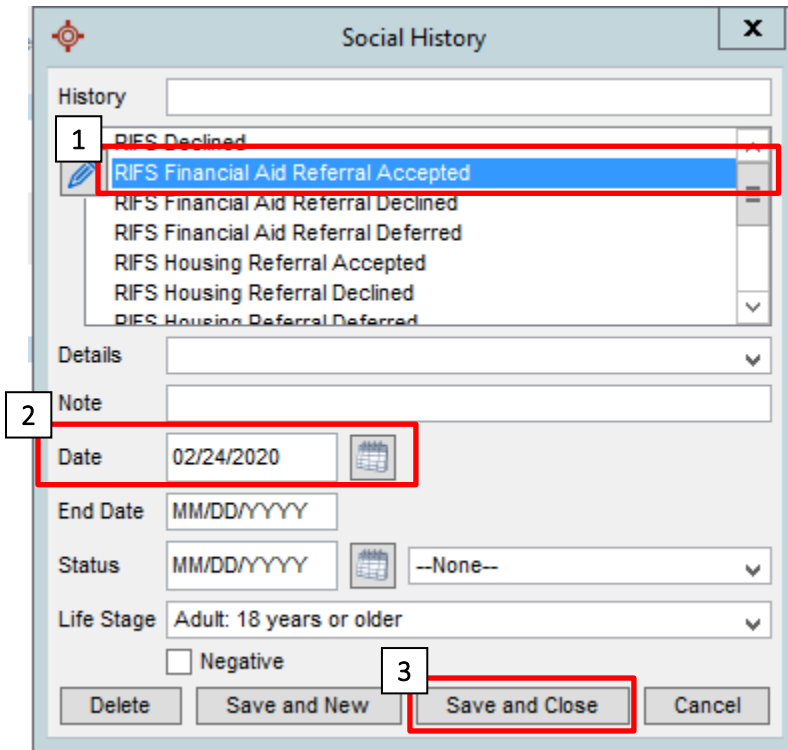 Social History
X
History
1
RIFS Declined
RIFS Financial Aid Referral Accepted
RIFS Financial Aid Referral Declined
RIFS Financial Aid Referral Deferred
RIFS Housing Referral Accepted
RIFS Housing Referral Declined
RIFS Housing Referral Deferred
Details
2
Note
Date 02/24/2020
End Date MM/DD/YYYY
Status MM/DD/YYYY --None--
Life Stage Adult: 18 years or older
Negative
3
Delete Save and New Save and Close Cancel